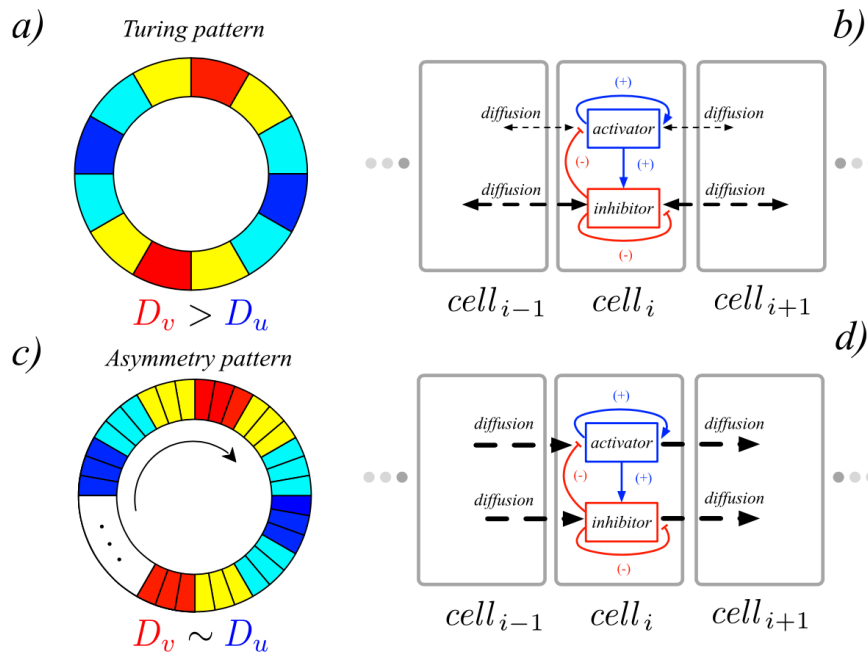 a)
Turing pattern
D_v > D_u
b)
(+)
diffusion
activator
diffusion
(-)
(+)
diffusion
inhibitor
diffusion
(-)
cell_{i-1}
cell_i
cell_{i+1}
c)
Asymmetry pattern
D_v ∼ D_u
d)
(+)
diffusion
activator
diffusion
(-)
(+)
diffusion
inhibitor
diffusion
(-)
cell_{i-1}
cell_i
cell_{i+1}